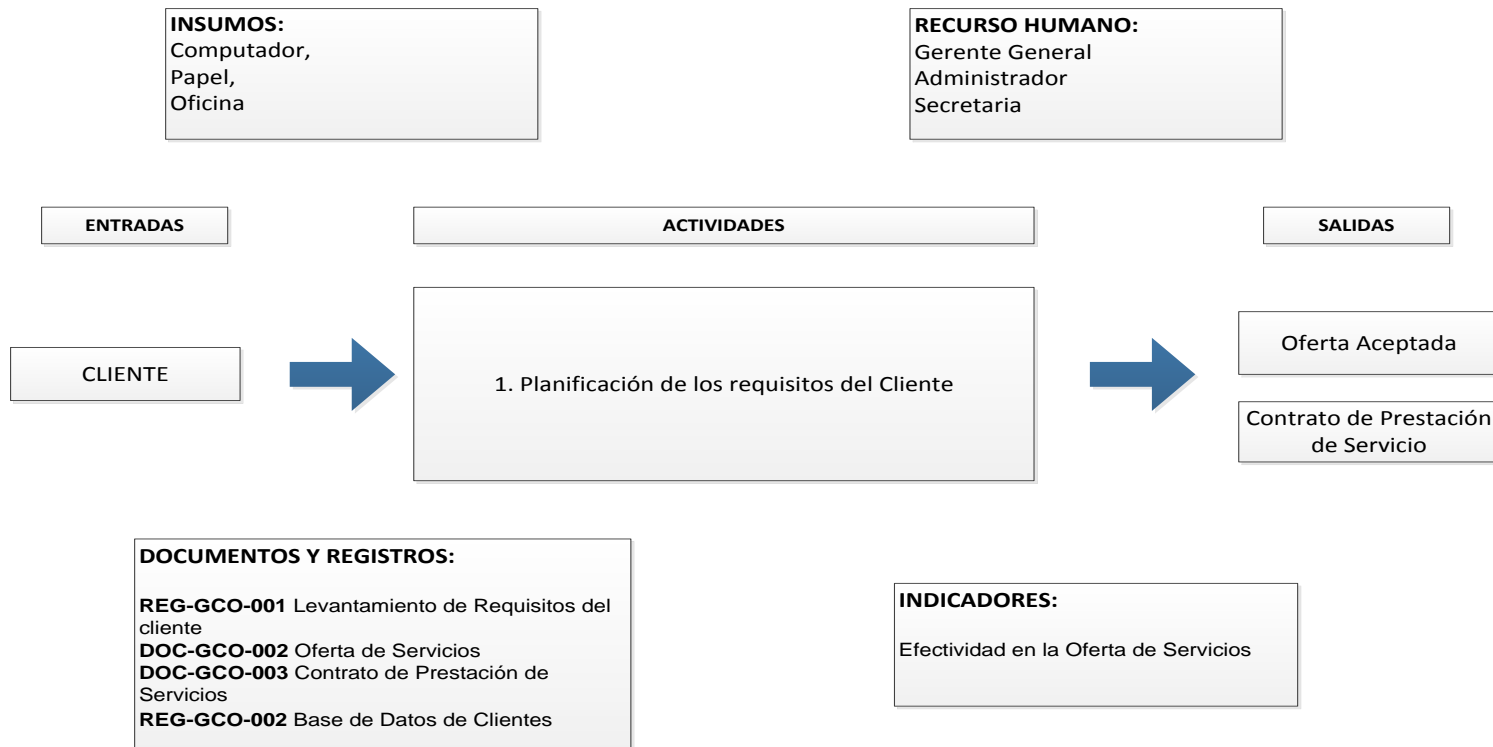 INSUMOS:
Computador,
Papel,
Oficina
RECURSO HUMANO:
Gerente General
Administrador
Secretaria
ENTRADAS
ACTIVIDADES
SALIDAS
CLIENTE
1. Planificación de los requisitos del Cliente
Oferta Aceptada
Contrato de Prestación
de Servicio
DOCUMENTOS Y REGISTROS:
REG-GCO-001 Levantamiento de Requisitos del
cliente
DOC-GCO-002 Oferta de Servicios
DOC-GCO-003 Contrato de Prestación de
Servicios
REG-GCO-002 Base de Datos de Clientes
INDICADORES:
Efectividad en la Oferta de Servicios